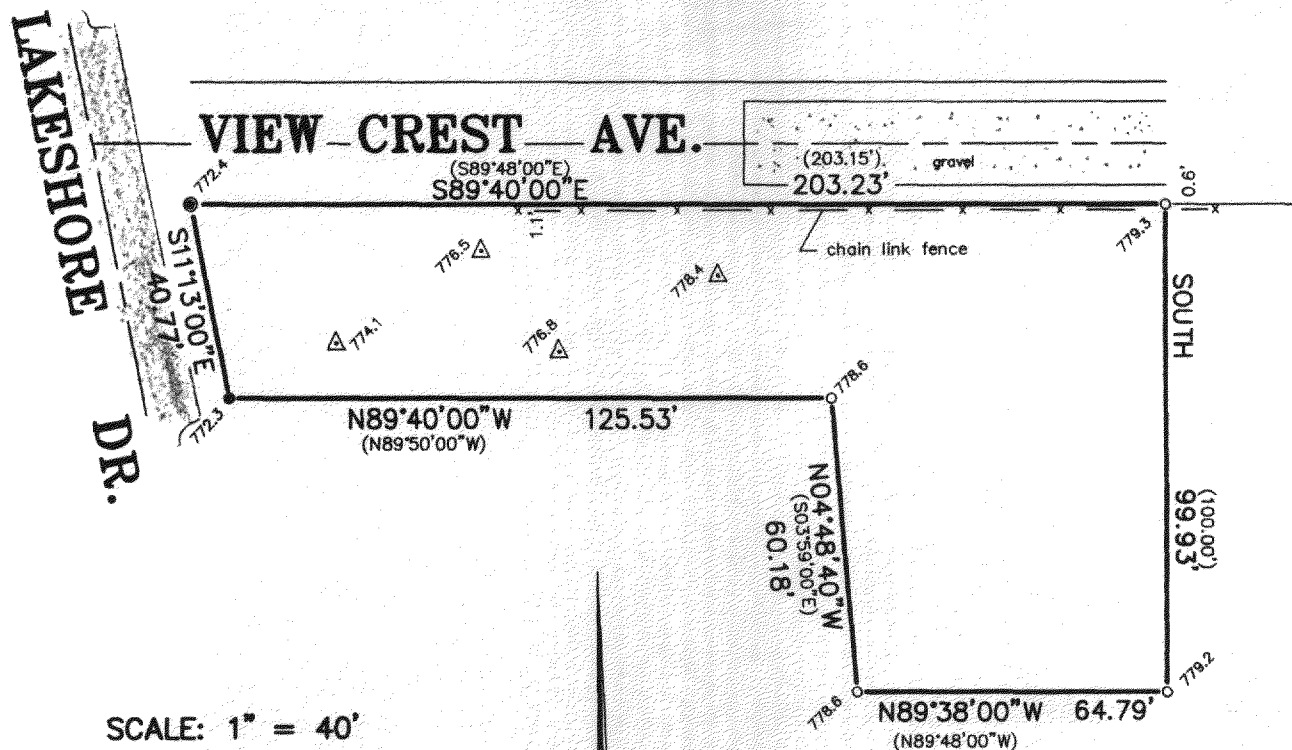 LAKESHORE DR.
VIEW CREST AVE.
(S89°48'00"E)
S89°40'00"E
(203.15')
203.23'
gravel
0.6'
772.4
1.1'
chain link fence
779.3
776.5
778.4
S11°13'00"E
40.77'
774.1
776.8
SOUTH
778.6
772.3
N89°40'00"W 125.53'
(N89°50'00"W)
N04°48'40"W
(S03°59'00"E)
60.18'
(100.00')
99.93'
779.2
778.6
N89°38'00"W 64.79'
(N89°48'00"W)
SCALE: 1" = 40'